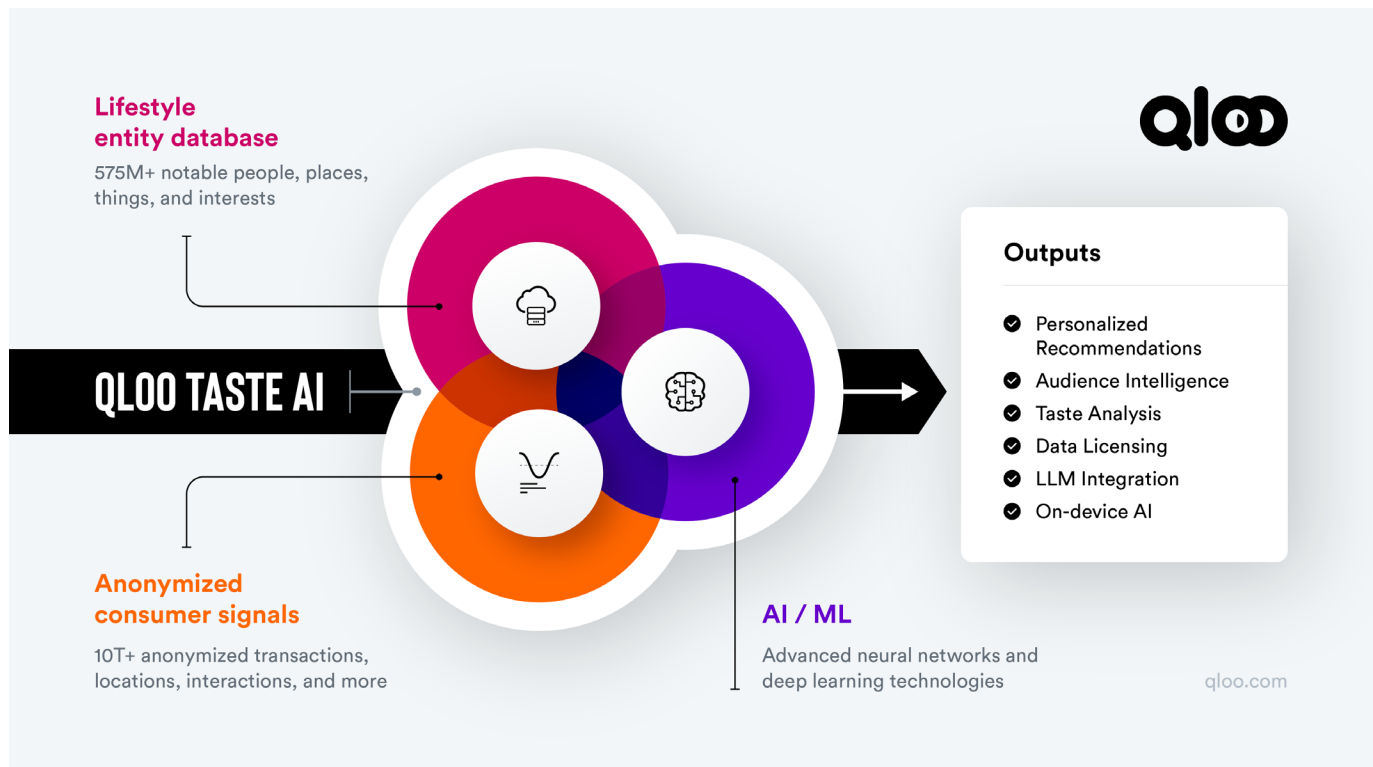 Lifestyle
entity database
575M+ notable people, places,
things, and interests
qloo
Outputs
Personalized
Recommendations
Audience Intelligence
Taste Analysis
Data Licensing
LLM Integration
On-device AI
QLOO TASTE AI
Anonymized
consumer signals
10T+ anonymized transactions,
locations, interactions, and more
AI / ML
Advanced neural networks and
deep learning technologies
qloo.com